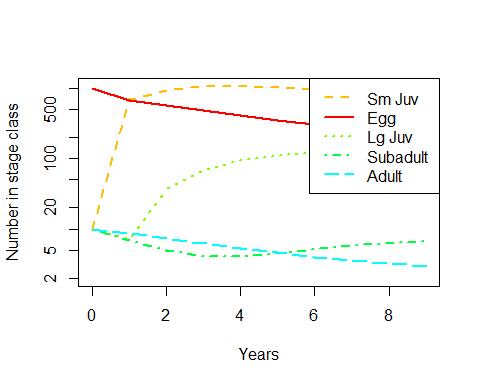 Number in stage class
500
100
20
5
2
Sm Juv
Egg
Lg Juv
Subadult
Adult
0
2
4
6
8
Years